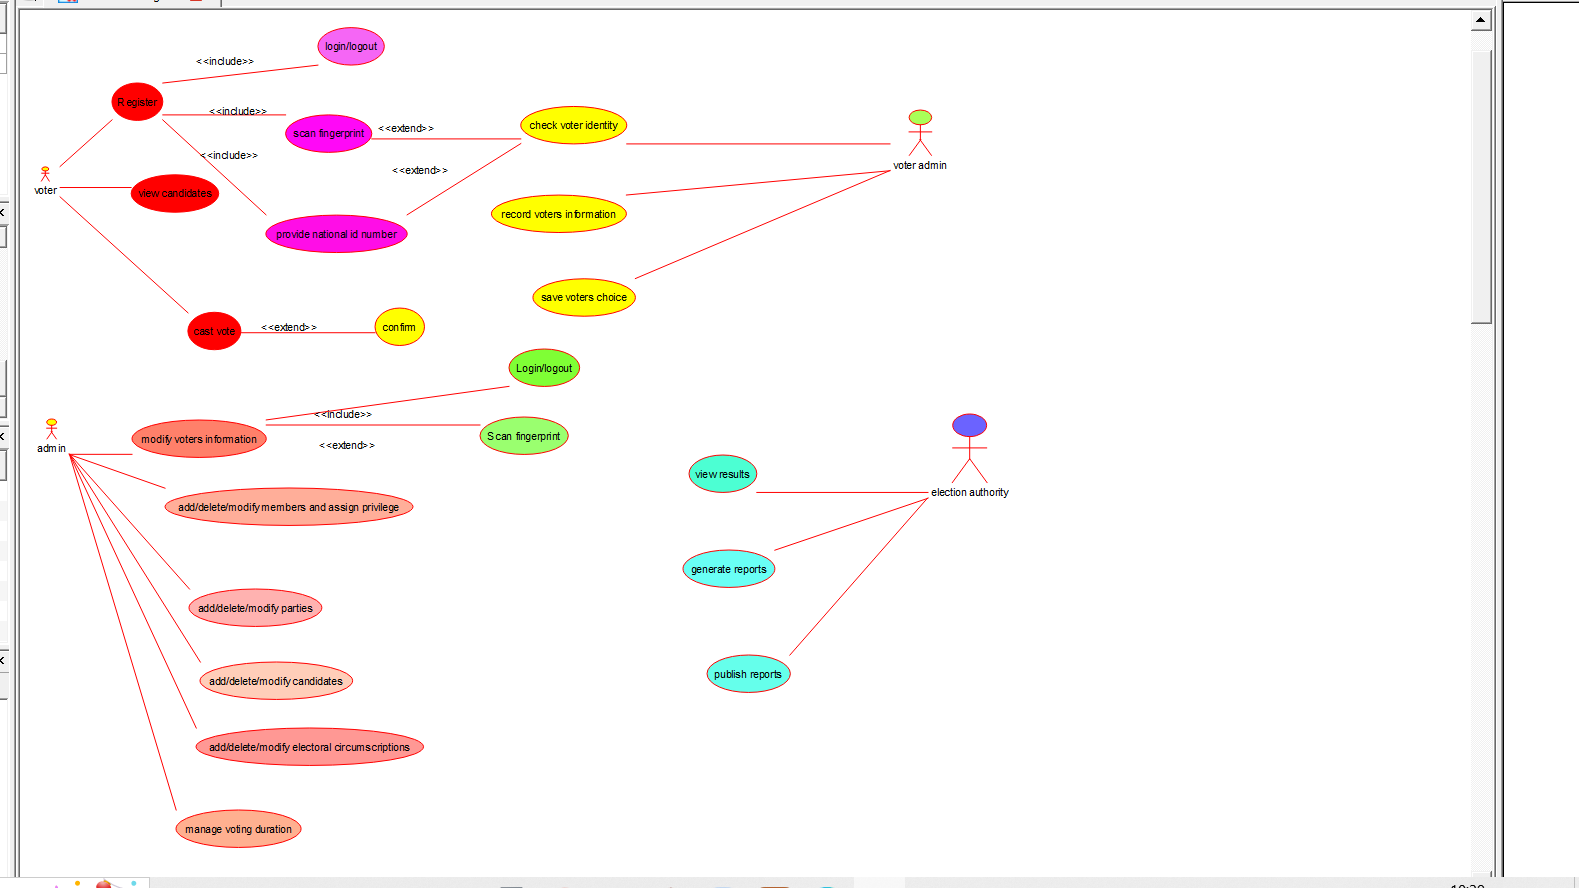 login/logout
<<include>>
Register
<<include>>
scan fingerprint
<<extend>>
check voter identity
<<include>>
<<extend>>
voter admin
voter
view candidates
record voters information
provide national id number
save voters choice
cast vote
<<extend>>
confirm
Login/logout
<<include>>
admin
modify voters information
Scan fingerprint
<<extend>>
view results
election authority
add/delete/modify members and assign privilege
generate reports
add/delete/modify parties
publish reports
add/delete/modify candidates
add/delete/modify electoral circumscriptions
manage voting duration